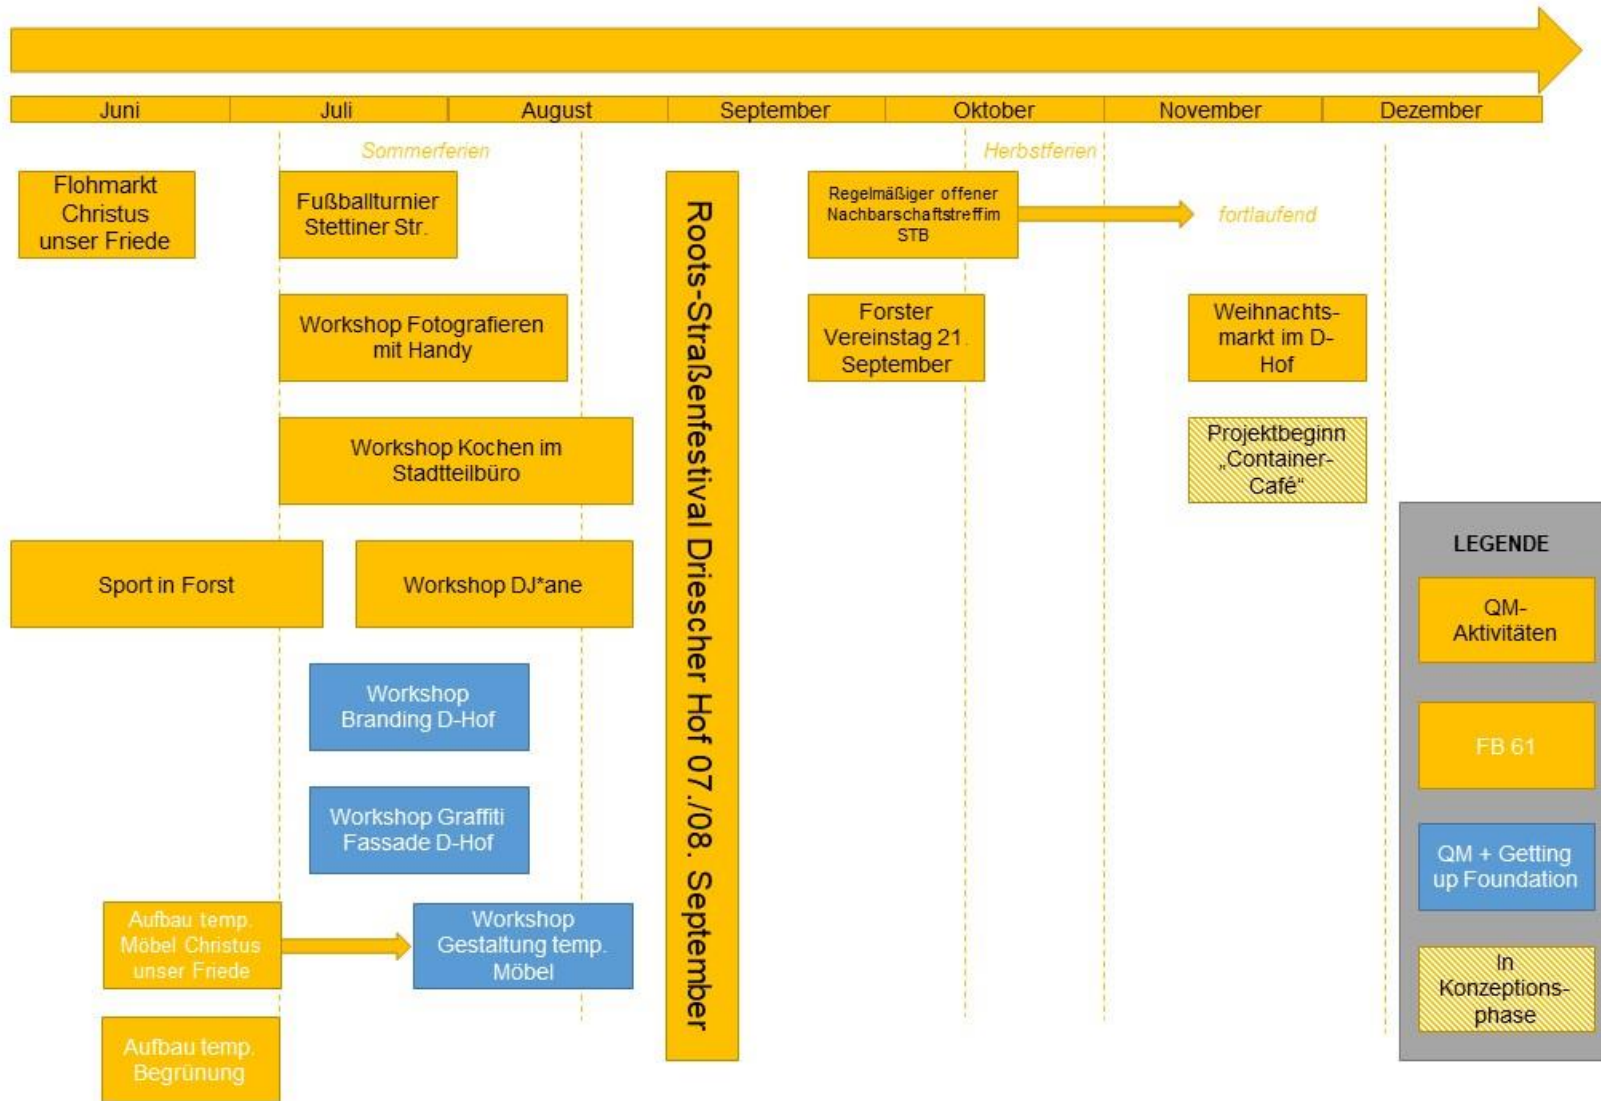 Juni
Juli
August
September
Oktober
November
Dezember
Sommerferien
Herbstferien
Flohmarkt
Christus
unser Friede
Fußballturnier
Stettiner Str.
Regelmäßiger offener
Nachbarschaftstreffim
STB
fortlaufend
Workshop Fotografieren
mit Handy
Forster
Vereinstag 21.
September
Weihnachts-
markt im D-
Hof
Workshop Kochen im
Stadtteilbüro
Projektbeginn
„Container-
Café“
Sport in Forst
Workshop DJ*ane
Workshop
Branding D-Hof
Workshop Graffiti
Fassade D-Hof
Aufbau temp.
Möbel Christus
unser Friede
Workshop
Gestaltung temp.
Möbel
Aufbau temp.
Begrünung
Roots-Straßenfestival Driescher Hof 07./08. September
LEGENDE
QM-
Aktivitäten
FB 61
QM + Getting
up Foundation
In
Konzeptions-
phase